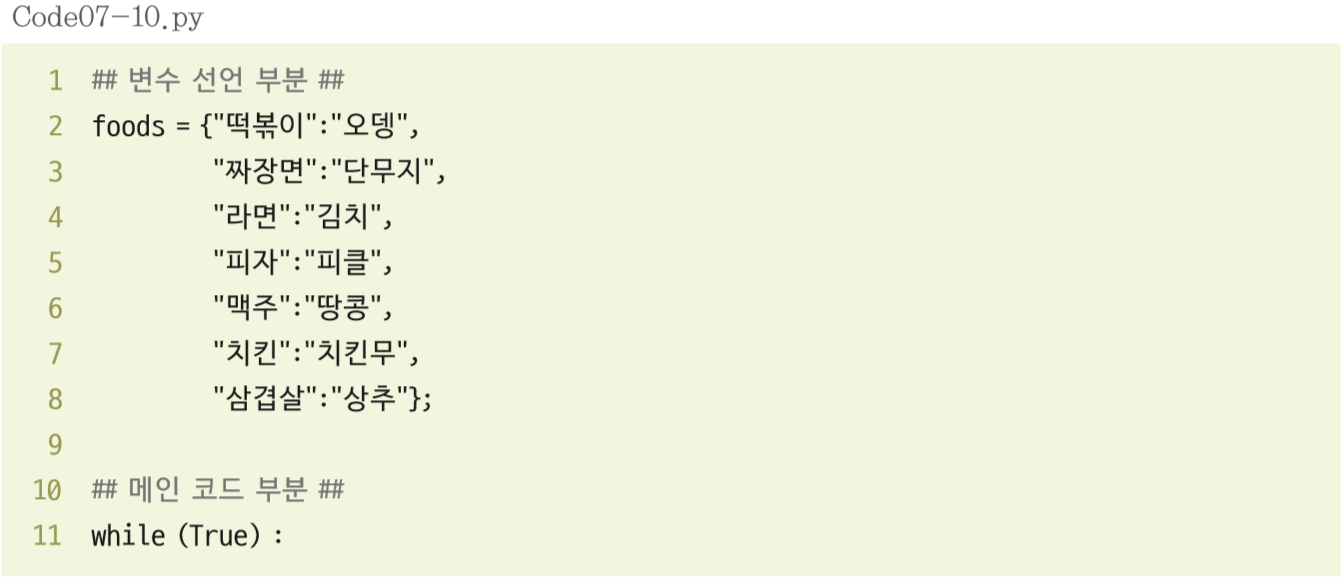 Code07-10.py
1 ## 변수 선언 부분 ##
2 foods = {"떡볶이":"오뎅",
3 "짜장면":"단무지",
4 "라면":"김치",
5 "피자":"피클",
6 "맥주":"땅콩",
7 "치킨":"치킨무",
8 "삼겹살":"상추"};
9
10 ## 메인 코드 부분 ##
11 while (True) :